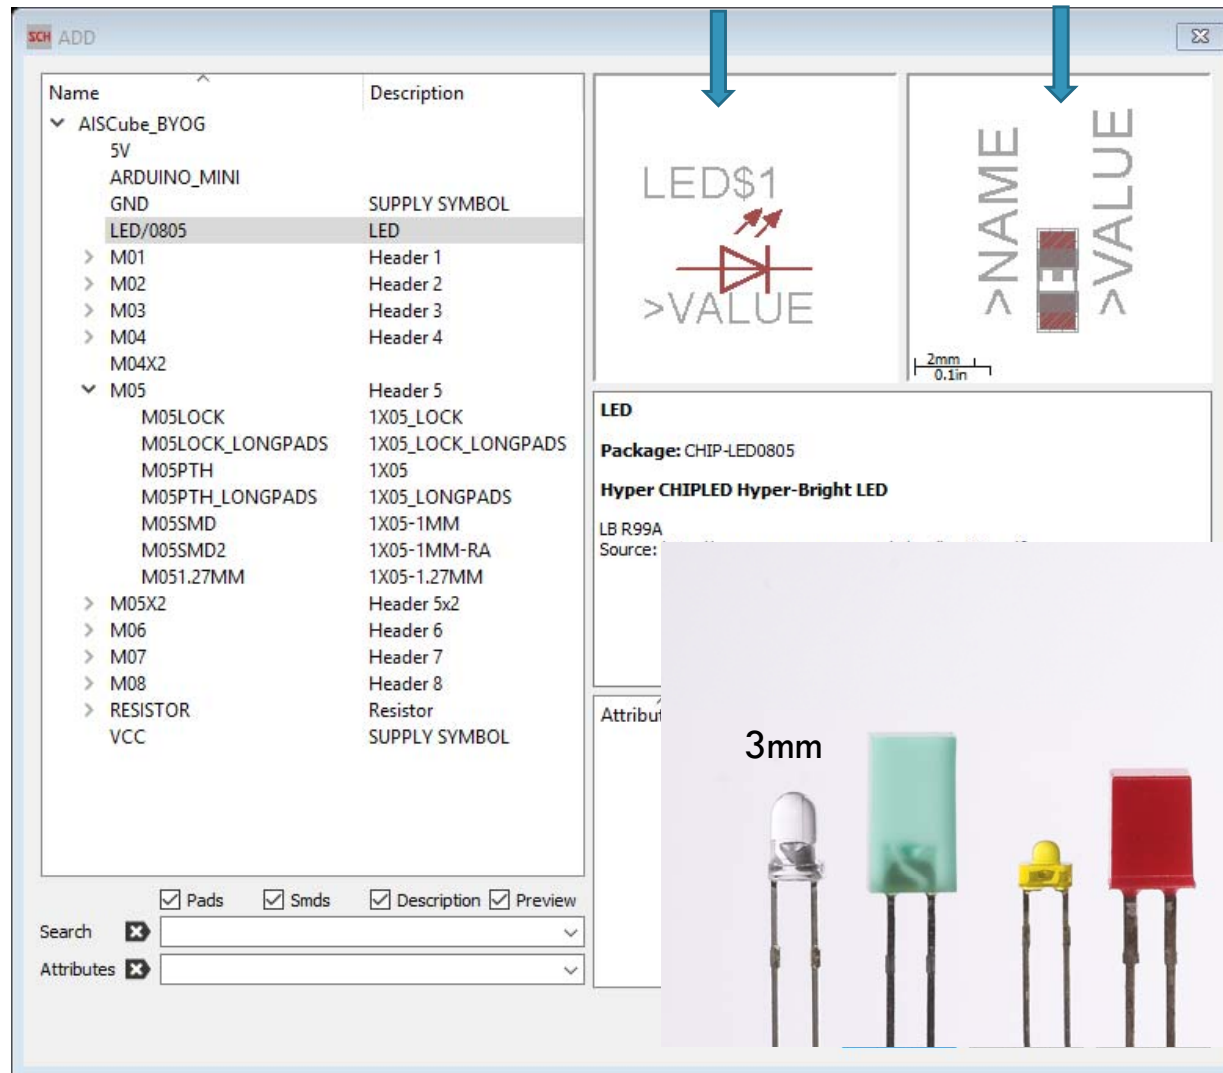 SCH ADD
Name Description
AISCube_BYOG
5V
ARDUINO_MINI
GND SUPPLY SYMBOL
LED/0805 LED
M01 Header 1
M02 Header 2
M03 Header 3
M04 Header 4
M04X2
M05 Header 5
M05LOCK 1X05_LOCK
M05LOCK_LONGPADS 1X05_LOCK_LONGPADS
M05PTH 1X05
M05PTH_LONGPADS 1X05_LONGPADS
M05SMD 1X05-1MM
M05SMD2 1X05-1MM-RA
M051.27MM 1X05-1.27MM
M05X2 Header 5x2
M06 Header 6
M07 Header 7
M08 Header 8
RESISTOR Resistor
VCC SUPPLY SYMBOL
Pads Smds Description Preview
Search
Attributes
LED$1
>VALUE
>NAME
>VALUE
2mm
0.1in
LED
Package: CHIP-LED0805
Hyper CHIPLED Hyper-Bright LED
LB R99A
Source:
Attribut
3mm